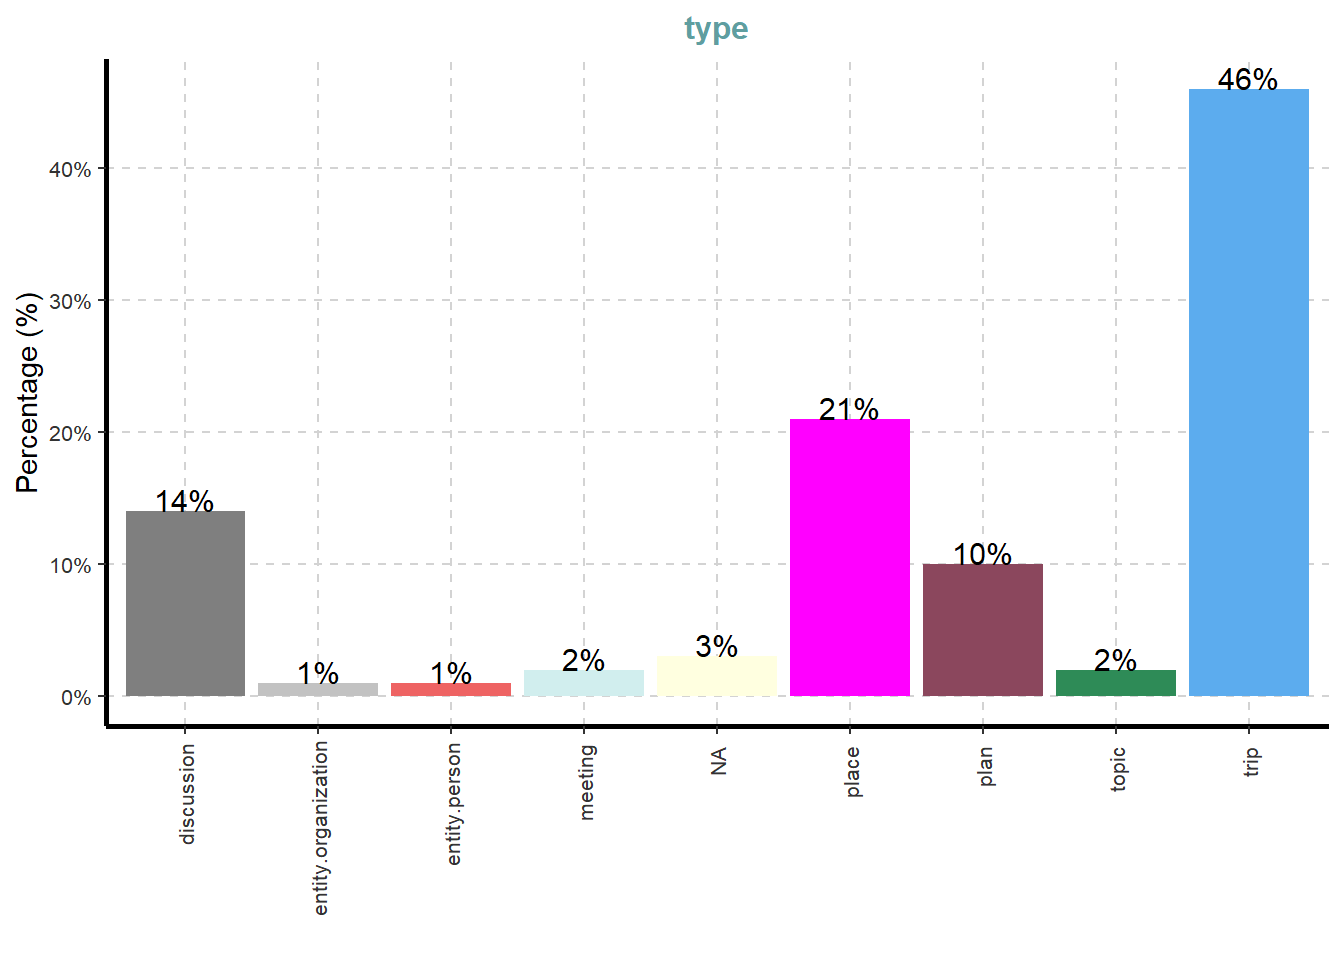 type
Percentage (%)
40%
30%
20%
10%
0%
14%
1%
1%
2%
3%
21%
10%
2%
46%
discussion
entity.organization
entity.person
meeting
NA
place
plan
topic
trip